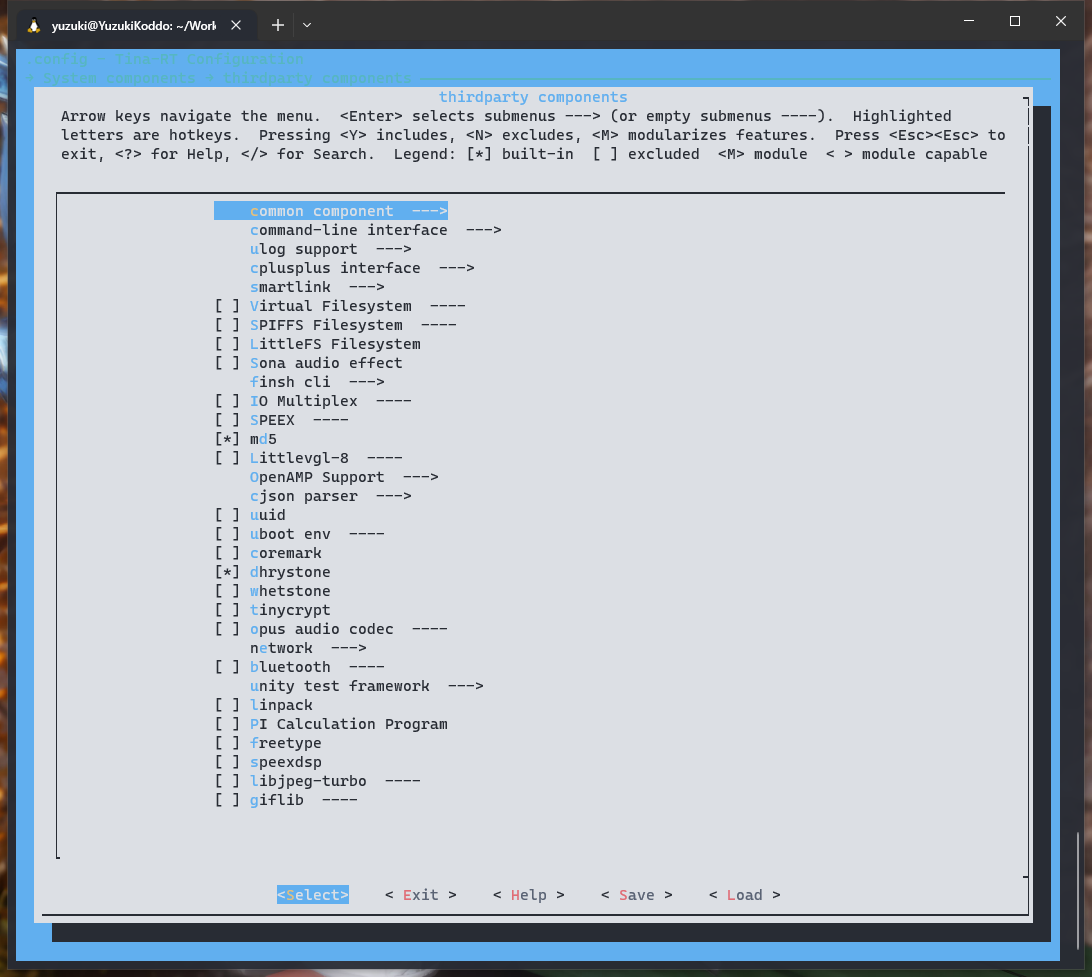 yuzuki@YuzukiKoddo: ~/Work
.config - Tina-RT Configuration
> System components > thirdparty components
thirdparty components
Arrow keys navigate the menu.  <Enter> selects submenus ---> (or empty submenus ----).  Highlighted
letters are hotkeys.  Pressing <Y> includes, <N> excludes, <M> modularizes features.  Press <Esc><Esc> to
exit, <?> for Help, </> for Search.  Legend: [*] built-in  [ ] excluded  <M> module  < > module capable
common component  --->
command-line interface  --->
ulog support  --->
cplusplus interface  --->
smartlink  --->
[ ] Virtual Filesystem  ----
[ ] SPIFFS Filesystem  ----
[ ] LittleFS Filesystem
[ ] Sona audio effect
finsh cli  --->
[ ] IO Multiplex  ----
[ ] SPEEX  ----
[*] md5
[ ] Littlevgl-8  ----
OpenAMP Support  --->
cjson parser  --->
[ ] uuid
[ ] uboot env  ----
[ ] coremark
[*] dhrystone
[ ] whetstone
[ ] tinycrypt
[ ] opus audio codec  ----
network  --->
[ ] bluetooth  ----
unity test framework  --->
[ ] linpack
[ ] PI Calculation Program
[ ] freetype
[ ] speexdsp
[ ] libjpeg-turbo  ----
[ ] giflib  ----
<Select>    < Exit >    < Help >    < Save >    < Load >